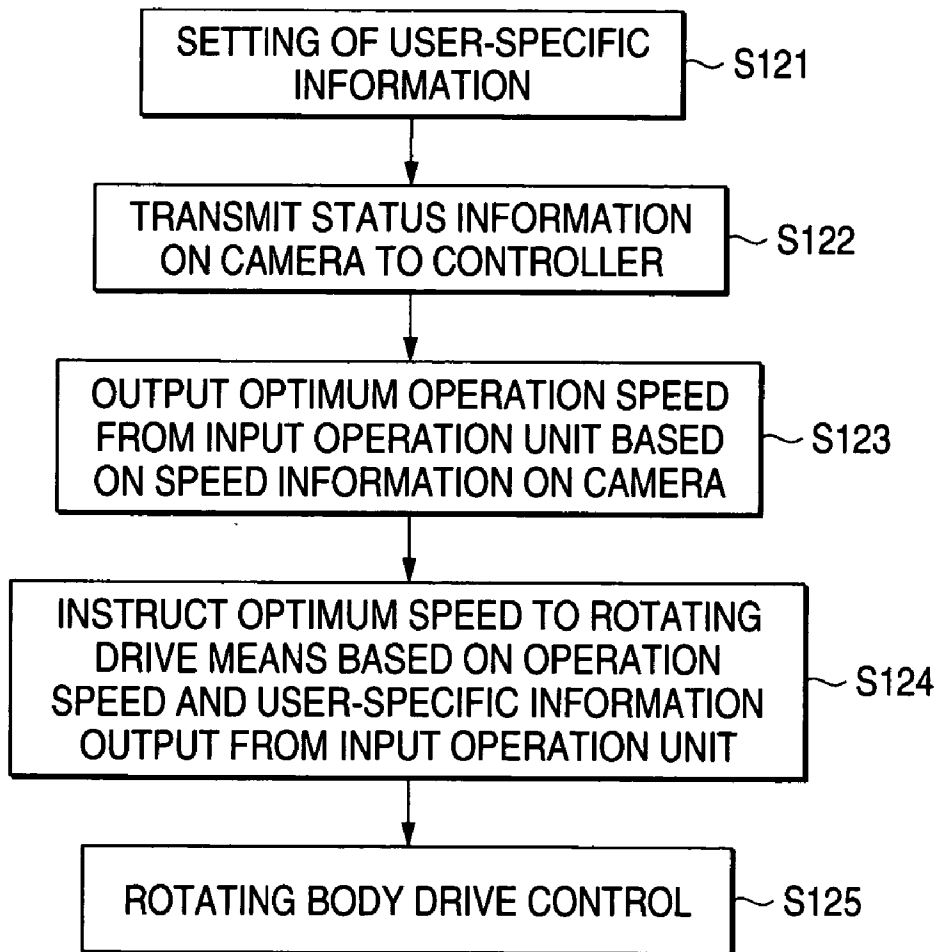 SETTING OF USER-SPECIFIC
INFORMATION
S121
TRANSMIT STATUS INFORMATION
ON CAMERA TO CONTROLLER
S122
OUTPUT OPTIMUM OPERATION SPEED
FROM INPUT OPERATION UNIT BASED
ON SPEED INFORMATION ON CAMERA
S123
INSTRUCT OPTIMUM SPEED TO ROTATING
DRIVE MEANS BASED ON OPERATION
SPEED AND USER-SPECIFIC INFORMATION
OUTPUT FROM INPUT OPERATION UNIT
S124
ROTATING BODY DRIVE CONTROL
S125